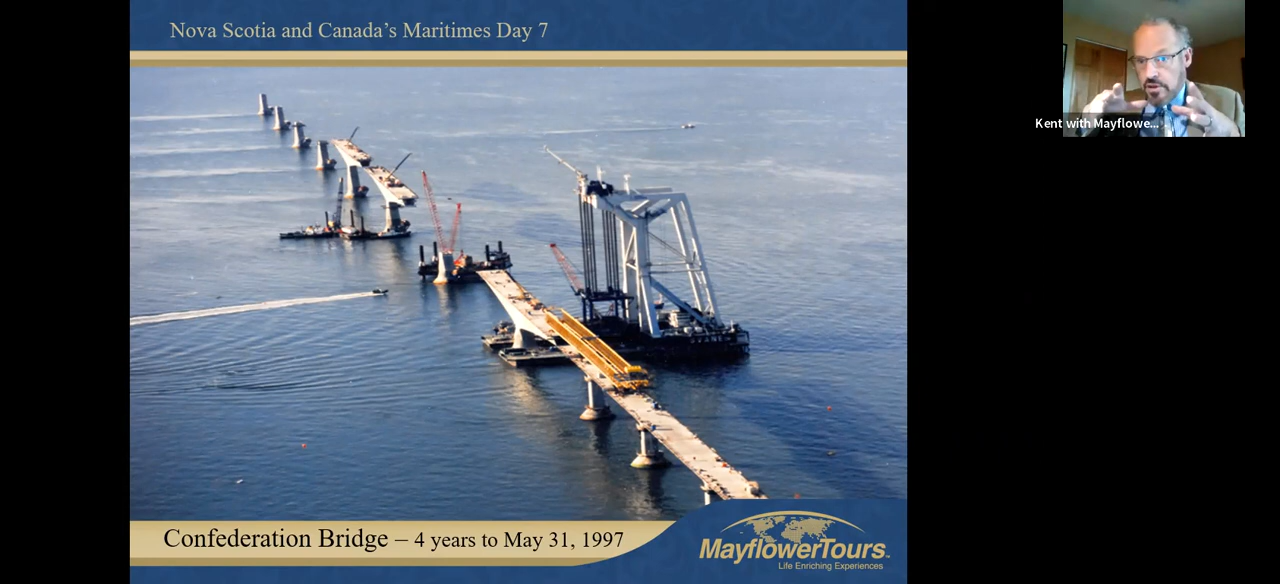 Nova Scotia and Canada's Maritimes Day 7
Kent with Mayflowe...
Confederation Bridge – 4 years to May 31, 1997
MayflowerTours™
Life Enriching Experiences